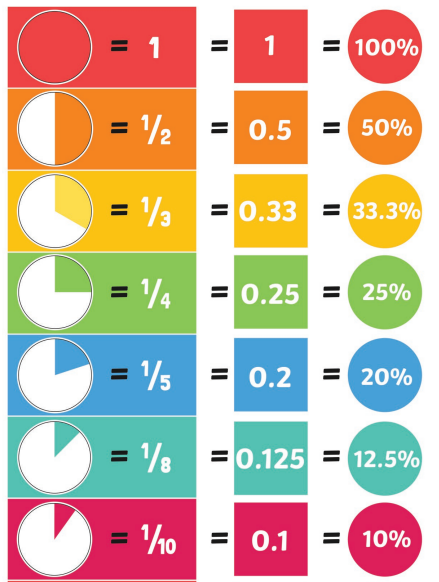 = 1 = 1 = 100%
= 1/2 = 0.5 = 50%
= 1/3 = 0.33 = 33.3%
= 1/4 = 0.25 = 25%
= 1/5 = 0.2 = 20%
= 1/8 = 0.125 = 12.5%
= 1/10 = 0.1 = 10%